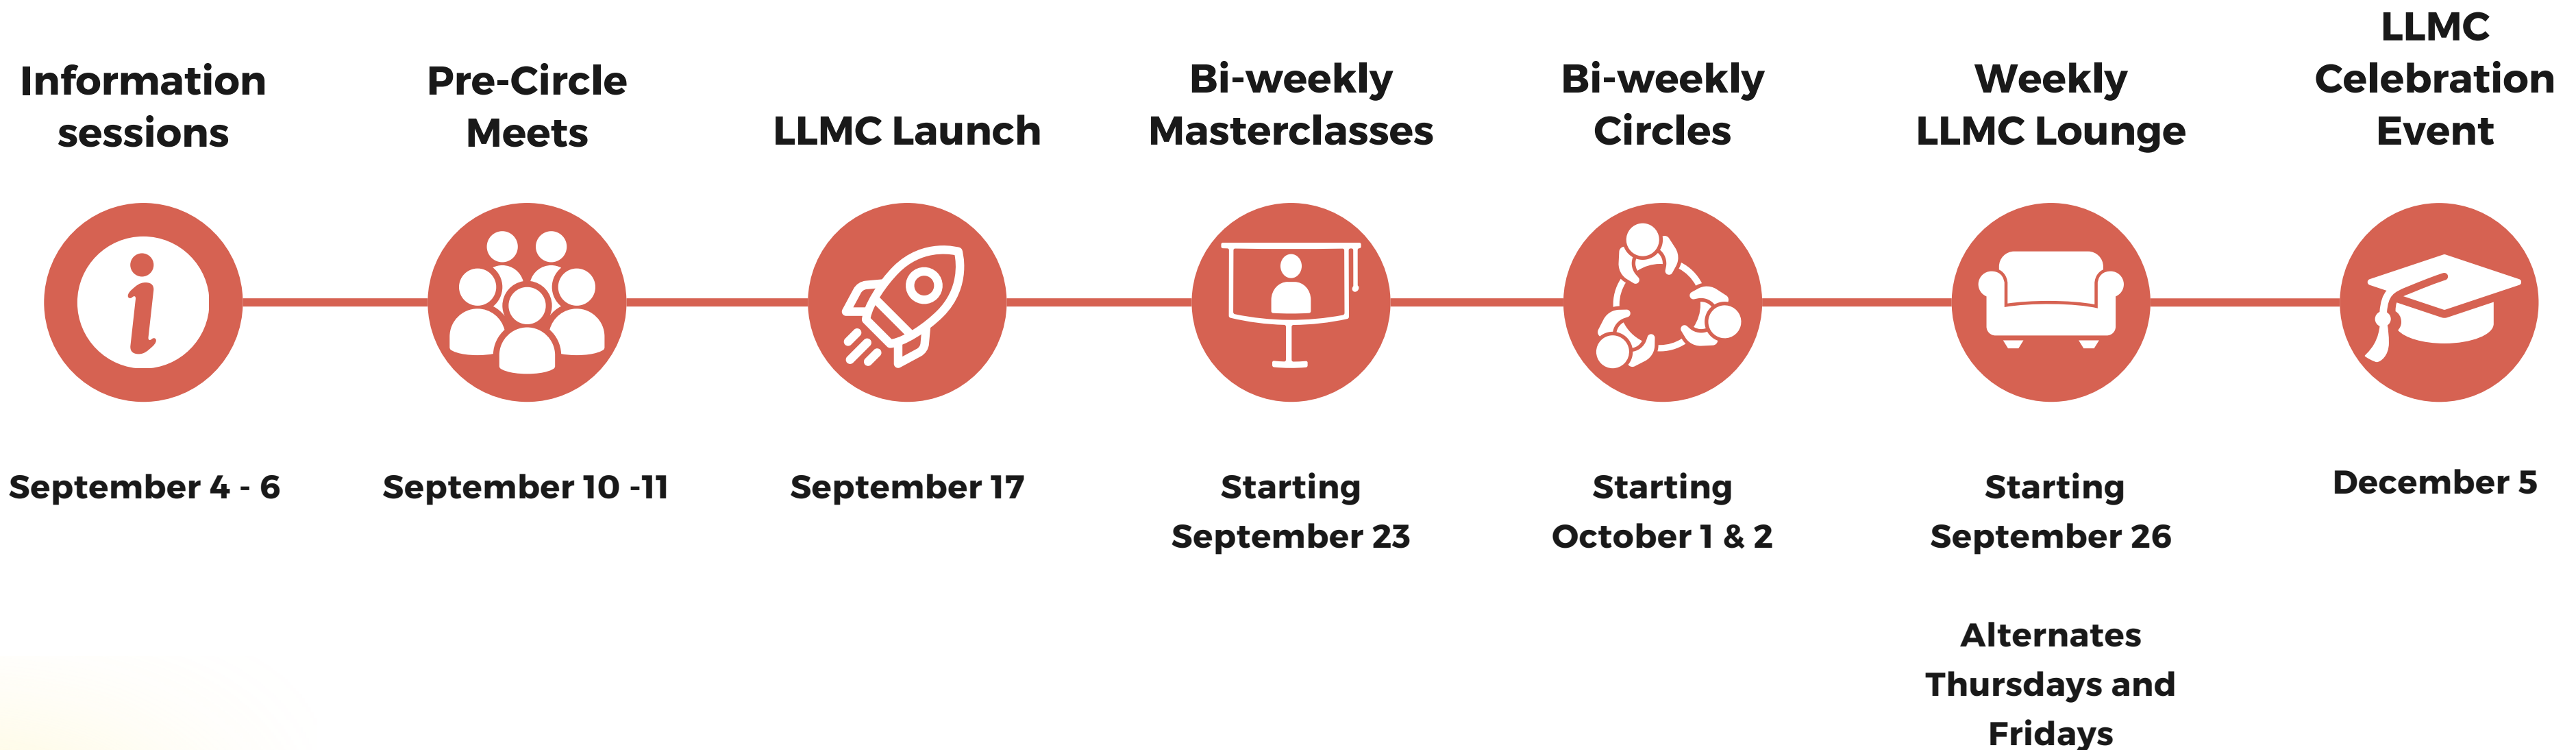 Information
sessions
September 4 - 6
Pre-Circle
Meets
September 10 -11
LLMC Launch
September 17
Bi-weekly
Masterclasses
Starting
September 23
Bi-weekly
Circles
Starting
October 1 & 2
Weekly
LLMC Lounge
Starting
September 26
Alternates
Thursdays and
Fridays
LLMC
Celebration
Event
December 5